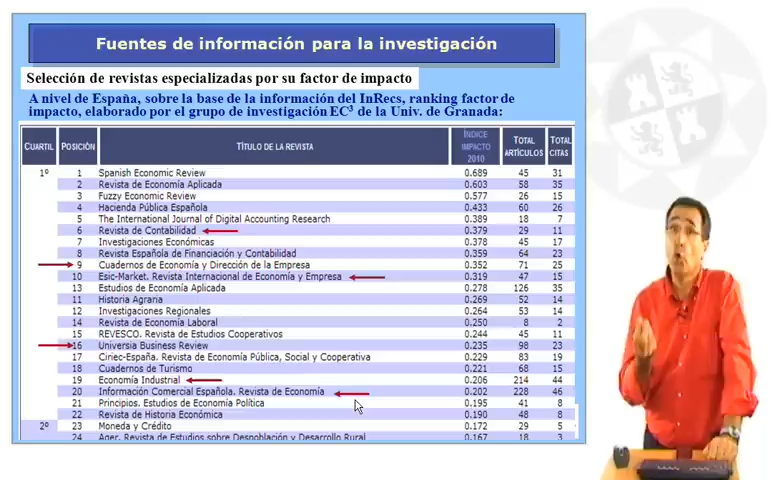 Fuentes de información para la investigación
Selección de revistas especializadas por su factor de impacto
A nivel de España, sobre la base de la información del InRecs, ranking factor de
impacto, elaborado por el grupo de investigación EC3 de la Univ. de Granada:
CUARTIL POSICIÓN TÍTULO DE LA REVISTA ÍNDICE IMPACTO 2010 TOTAL ARTÍCULOS TOTAL CITAS
1º 1 Spanish Economic Review 0.689 45 31
2 Revista de Economía Aplicada 0.603 58 35
3 Fuzzy Economic Review 0.577 26 15
4 Hacienda Pública Española 0.433 60 26
5 The International Journal of Digital Accounting Research 0.389 18 7
6 Revista de Contabilidad 0.379 29 11
7 Investigaciones Económicas 0.378 45 17
8 Revista Española de Financiación y Contabilidad 0.359 64 23
9 Cuadernos de Economía y Dirección de la Empresa 0.352 71 25
10 Esic-Market. Revista Internacional de Economía y Empresa 0.319 47 15
13 Estudios de Economía Aplicada 0.278 126 35
11 Historia Agraria 0.269 52 14
12 Investigaciones Regionales 0.264 53 14
14 Revista de Economía Laboral 0.250 8 2
15 REVESCO. Revista de Estudios Cooperativos 0.244 45 11
16 Universia Business Review 0.235 98 23
17 Ciriec-España. Revista de Economía Pública, Social y Cooperativa 0.229 83 19
18 Cuadernos de Turismo 0.221 68 15
19 Economía Industrial 0.206 214 44
20 Información Comercial Española. Revista de Economía 0.202 228 46
21 Principios. Estudios de Economía Política 0.195 41 8
22 Revista de Historia Económica 0.190 48 8
2º 23 Moneda y Crédito 0.172 29 5
24 Ager. Revista de Estudios sobre Despoblación y Desarrollo Rural 0.167 18 3